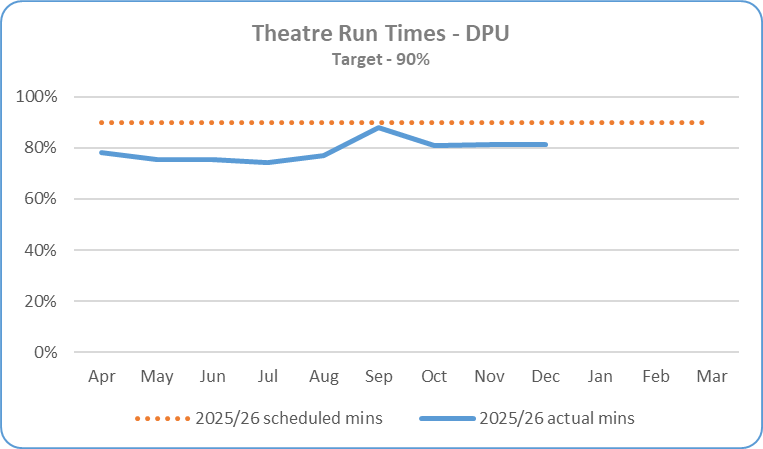 Theatre Run Times - DPU
Target - 90%
100%
80%
60%
40%
20%
0%
Apr May Jun Jul Aug Sep Oct Nov Dec Jan Feb Mar
2025/26 scheduled mins 2025/26 actual mins